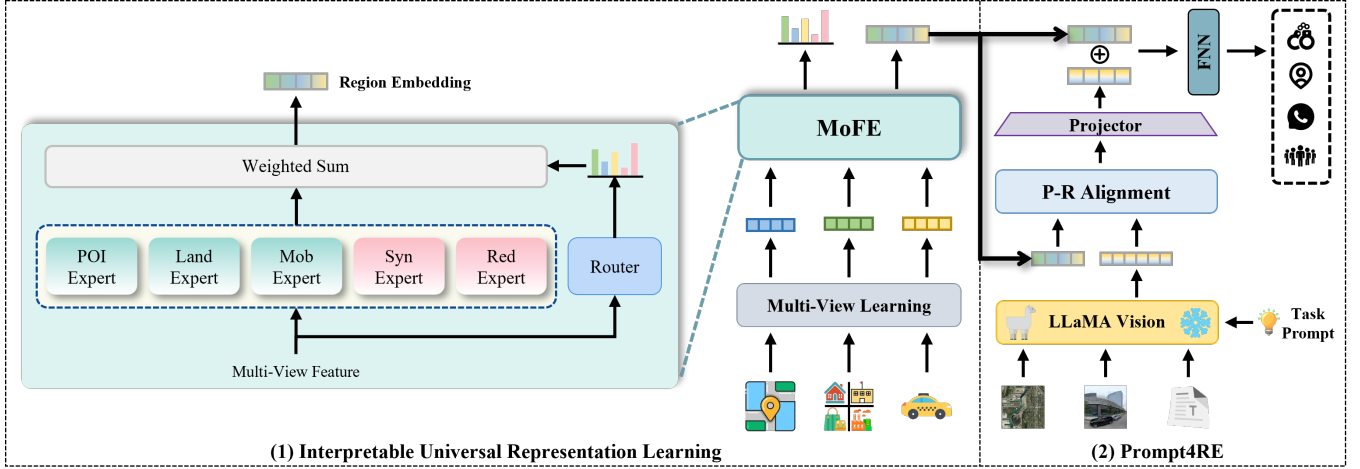 Region Embedding
Weighted Sum
POI
Expert
Land
Expert
Mob
Expert
Syn
Expert
Red
Expert
Router
Multi-View Feature
MoFE
Multi-View Learning
(1) Interpretable Universal Representation Learning
FNN
Projector
P-R Alignment
LLaMA Vision
Task
Prompt
T
(2) Prompt4RE